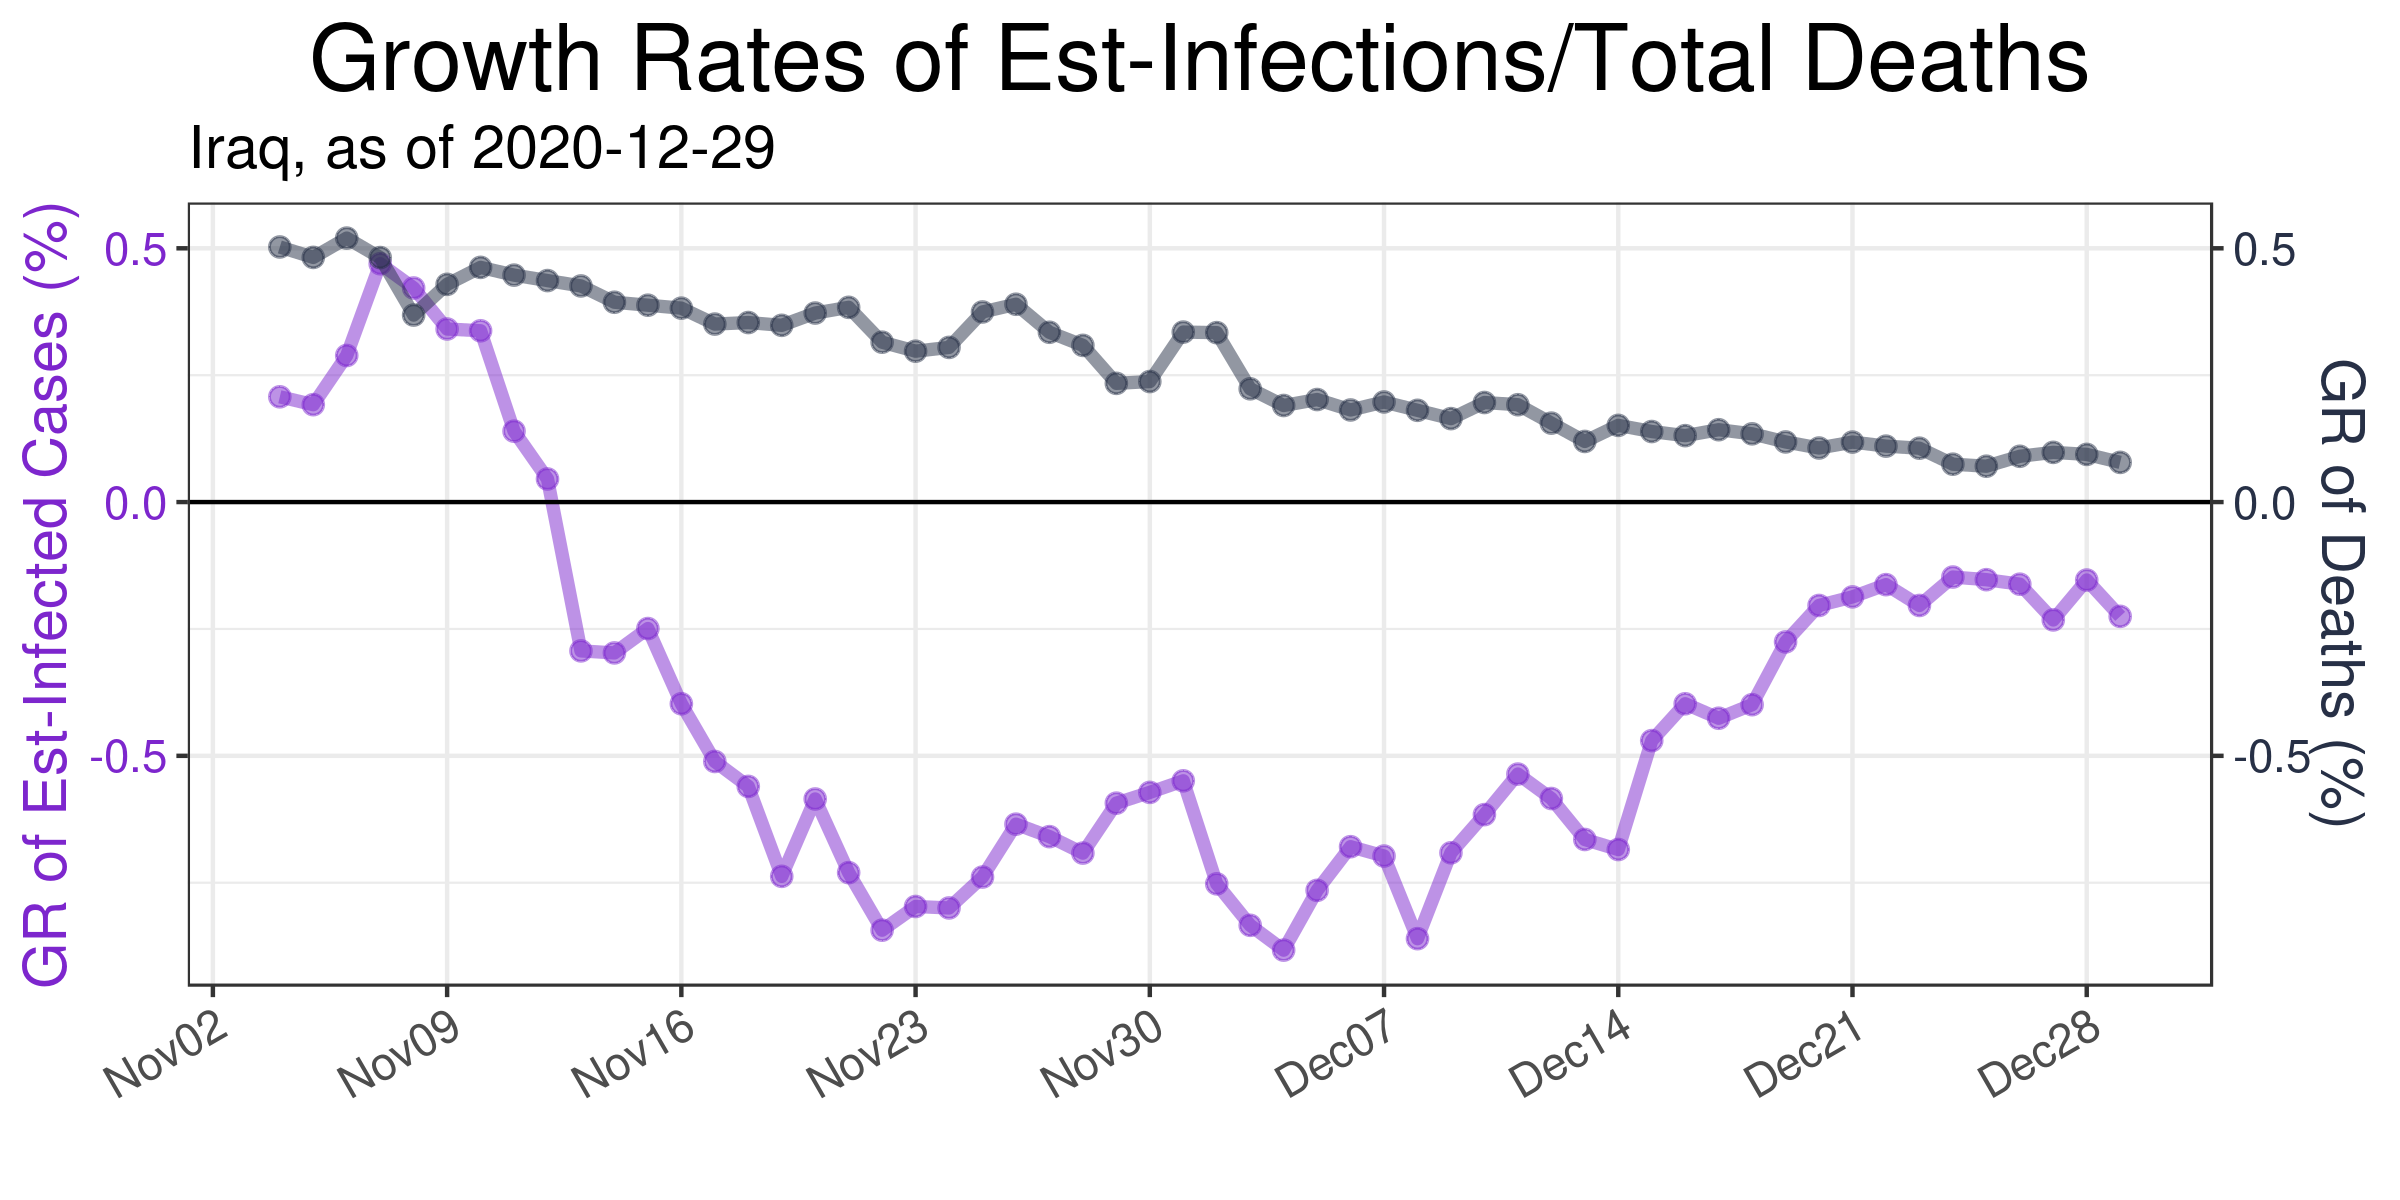 Growth Rates of Est-Infections/Total Deaths
Iraq, as of 2020-12-29
GR of Est-Infected Cases (%)
0.5
0.0
-0.5
0.5
0.0
-0.5
GR of Deaths (%)
Nov02
Nov09
Nov16
Nov23
Nov30
Dec07
Dec14
Dec21
Dec28